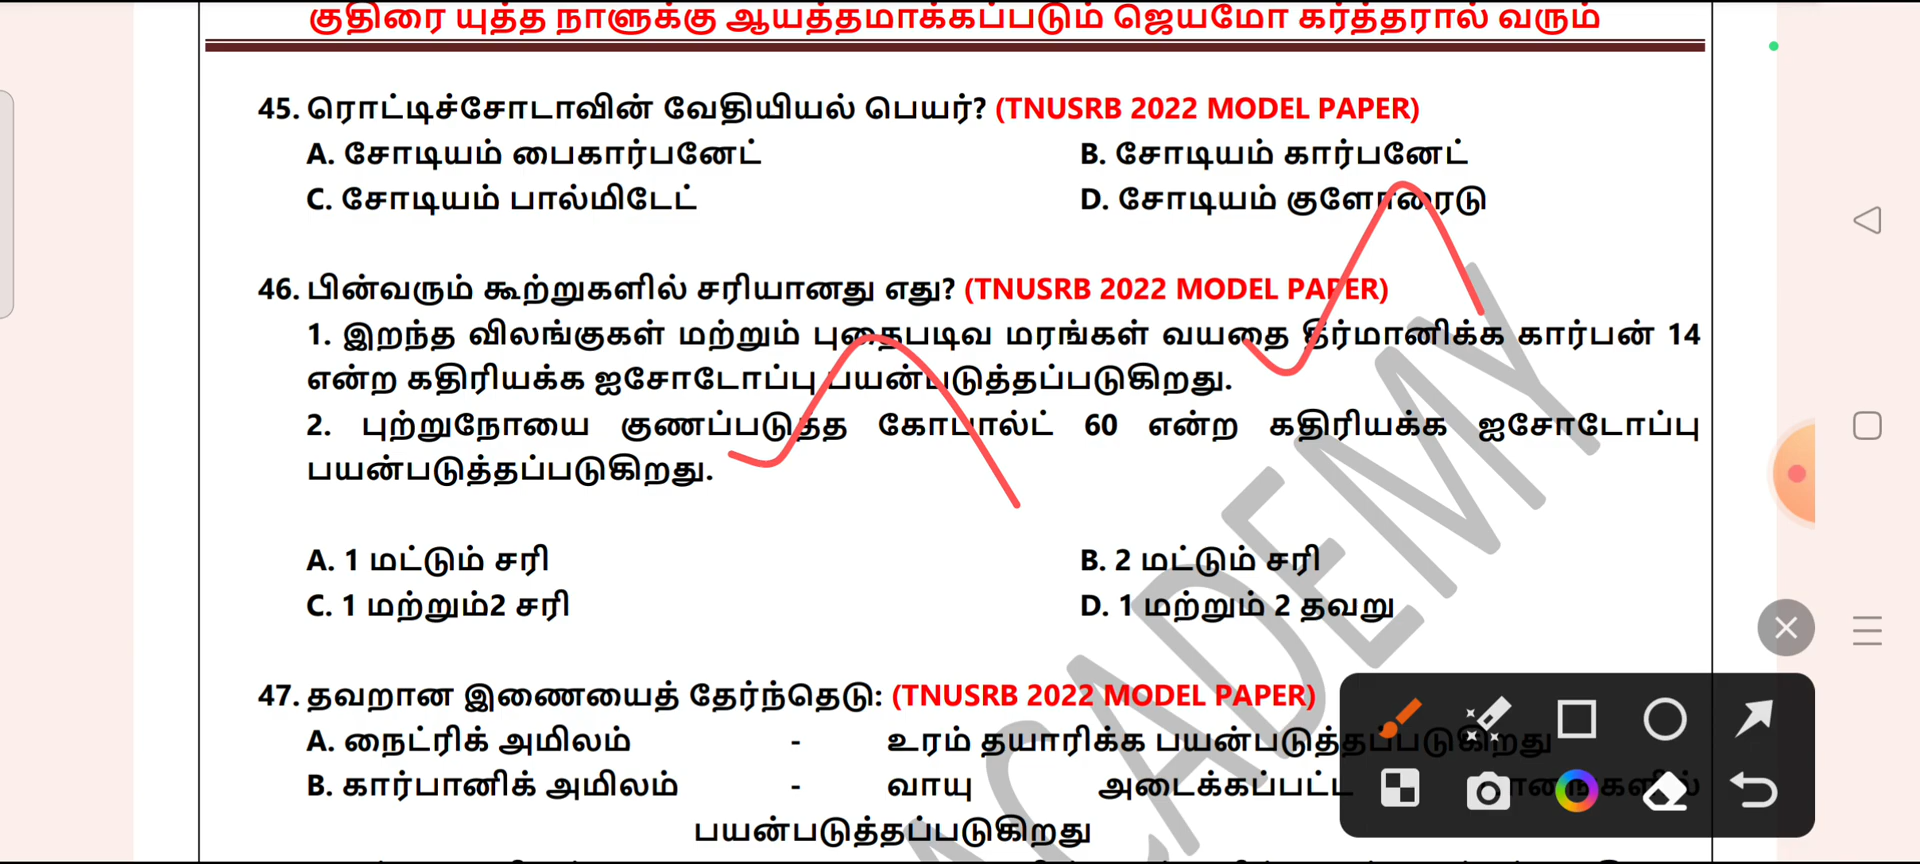 குதிரை யுத்த நாளுக்கு ஆயத்தமாக்கப்படும் ஜெயமோ கர்த்தரால் வரும்
45. ரொட்டிச்சோடாவின் வேதியியல் பெயர்? (TNUSRB 2022 MODEL PAPER)
A. சோடியம் பைகார்பனேட் B. சோடியம் கார்பனேட்
C. சோடியம் பால்மிடேட் D. சோடியம் குளோரைடு
46. பின்வரும் கூற்றுகளில் சரியானது எது? (TNUSRB 2022 MODEL PAPER)
1. இறந்த விலங்குகள் மற்றும் புதைபடிவ மரங்கள் வயதை நிர்மானிக்க கார்பன் 14
என்ற கதிரியக்க ஐசோடோப்பு பயன்படுத்தப்படுகிறது.
2. புற்றுநோயை குணப்படுத்த கோபால்ட் 60 என்ற கதிரியக்க ஐசோடோப்பு
பயன்படுத்தப்படுகிறது.
A. 1 மட்டும் சரி B. 2 மட்டும் சரி
C. 1 மற்றும்2 சரி D. 1 மற்றும் 2 தவறு
47. தவறான இணையைத் தேர்ந்தெடு: (TNUSRB 2022 MODEL PAPER)
A. நைட்ரிக் அமிலம் - உரம் தயாரிக்க பயன்படுத்தப்படுகிறது
B. கார்பானிக் அமிலம் - வாயு அடைக்கப்பட்ட
பயன்படுத்தப்படுகிறது
ACADEMY